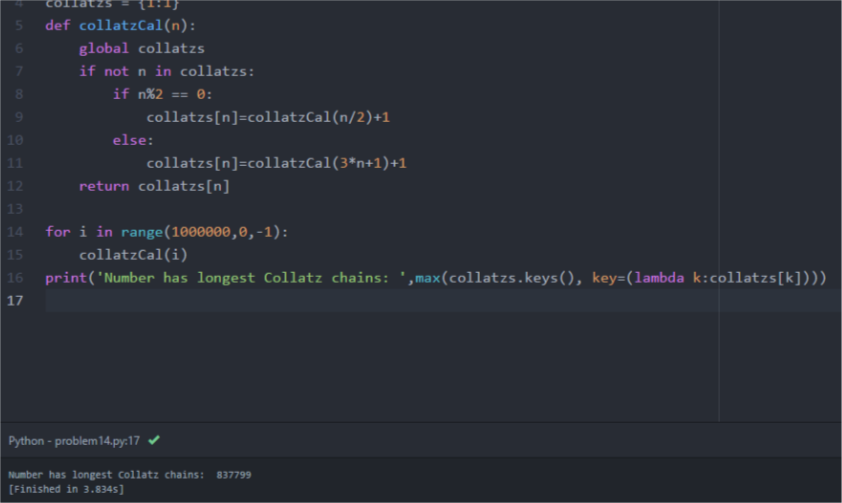 4 collatzs = {1:1}
5 def collatzCal(n):
6 global collatzs
7 if not n in collatzs:
8 if n%2 == 0:
9 collatzs[n]=collatzCal(n/2)+1
10 else:
11 collatzs[n]=collatzCal(3*n+1)+1
12 return collatzs[n]
13
14 for i in range(1000000,0,-1):
15 collatzCal(i)
16 print('Number has longest Collatz chains: ',max(collatzs.keys(), key=(lambda k:collatzs[k])))
17
Python - problem14.py:17
Number has longest Collatz chains:  837799
[Finished in 3.834s]